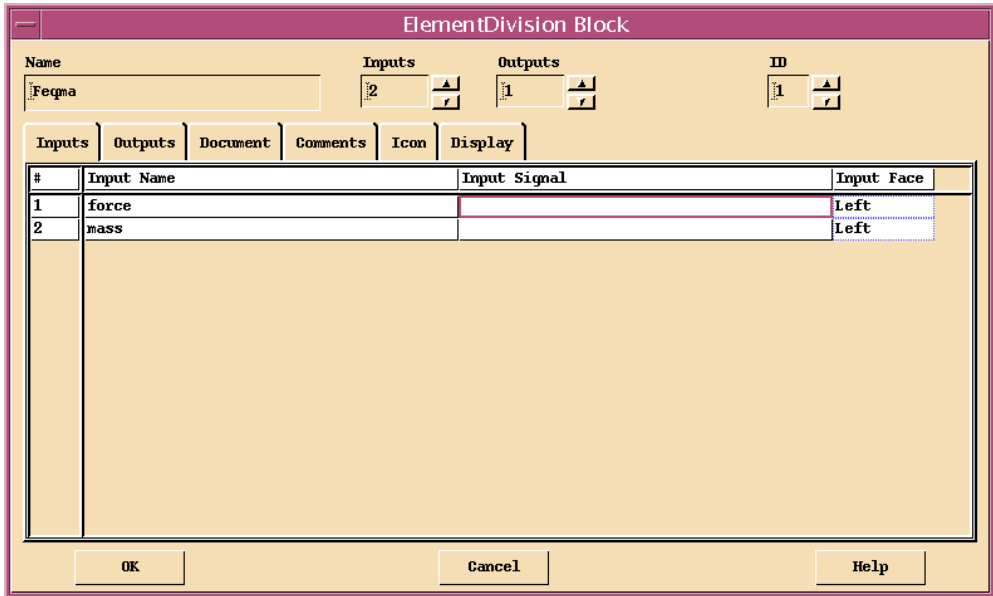 ElementDivision Block
Name Inputs Outputs ID
Feqma 2 1 1
Inputs Outputs Document Comments Icon Display
# Input Name Input Signal Input Face
1 force Left
2 mass Left
OK Cancel Help